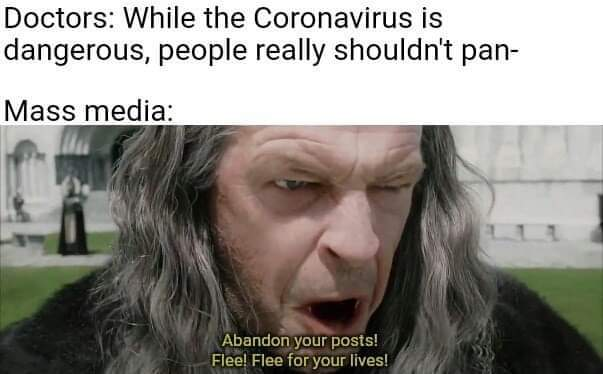 Doctors: While the Coronavirus is
dangerous, people really shouldn't pan-
Mass media:
Abandon your posts!
Flee! Flee for your lives!